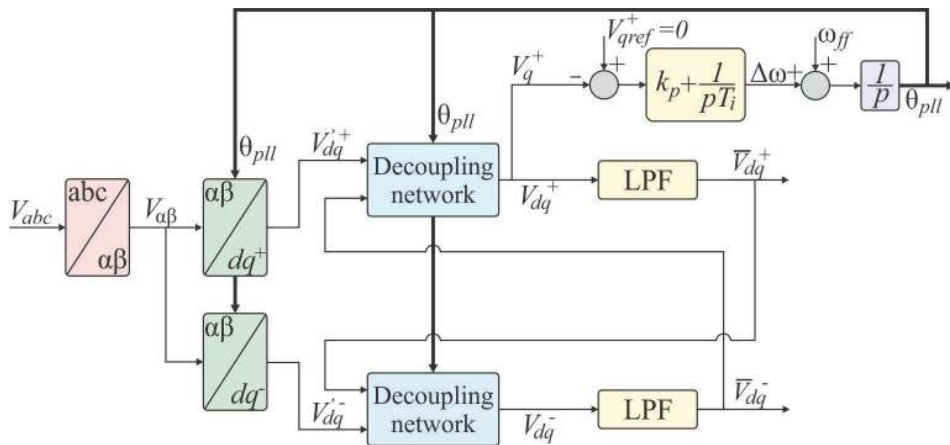 V⁺qref=0
ωff
V⁺q
- +
kp + 1/pTi
Δω + +
1/p
θpll
θpll
θpll
V'⁺dq
Decoupling
network
V⁺dq
LPF
V̅⁺dq
Vabc
abc
αβ
Vαβ
αβ
dq⁺
αβ
dq⁻
V'⁻dq
Decoupling
network
V⁻dq
LPF
V̅⁻dq